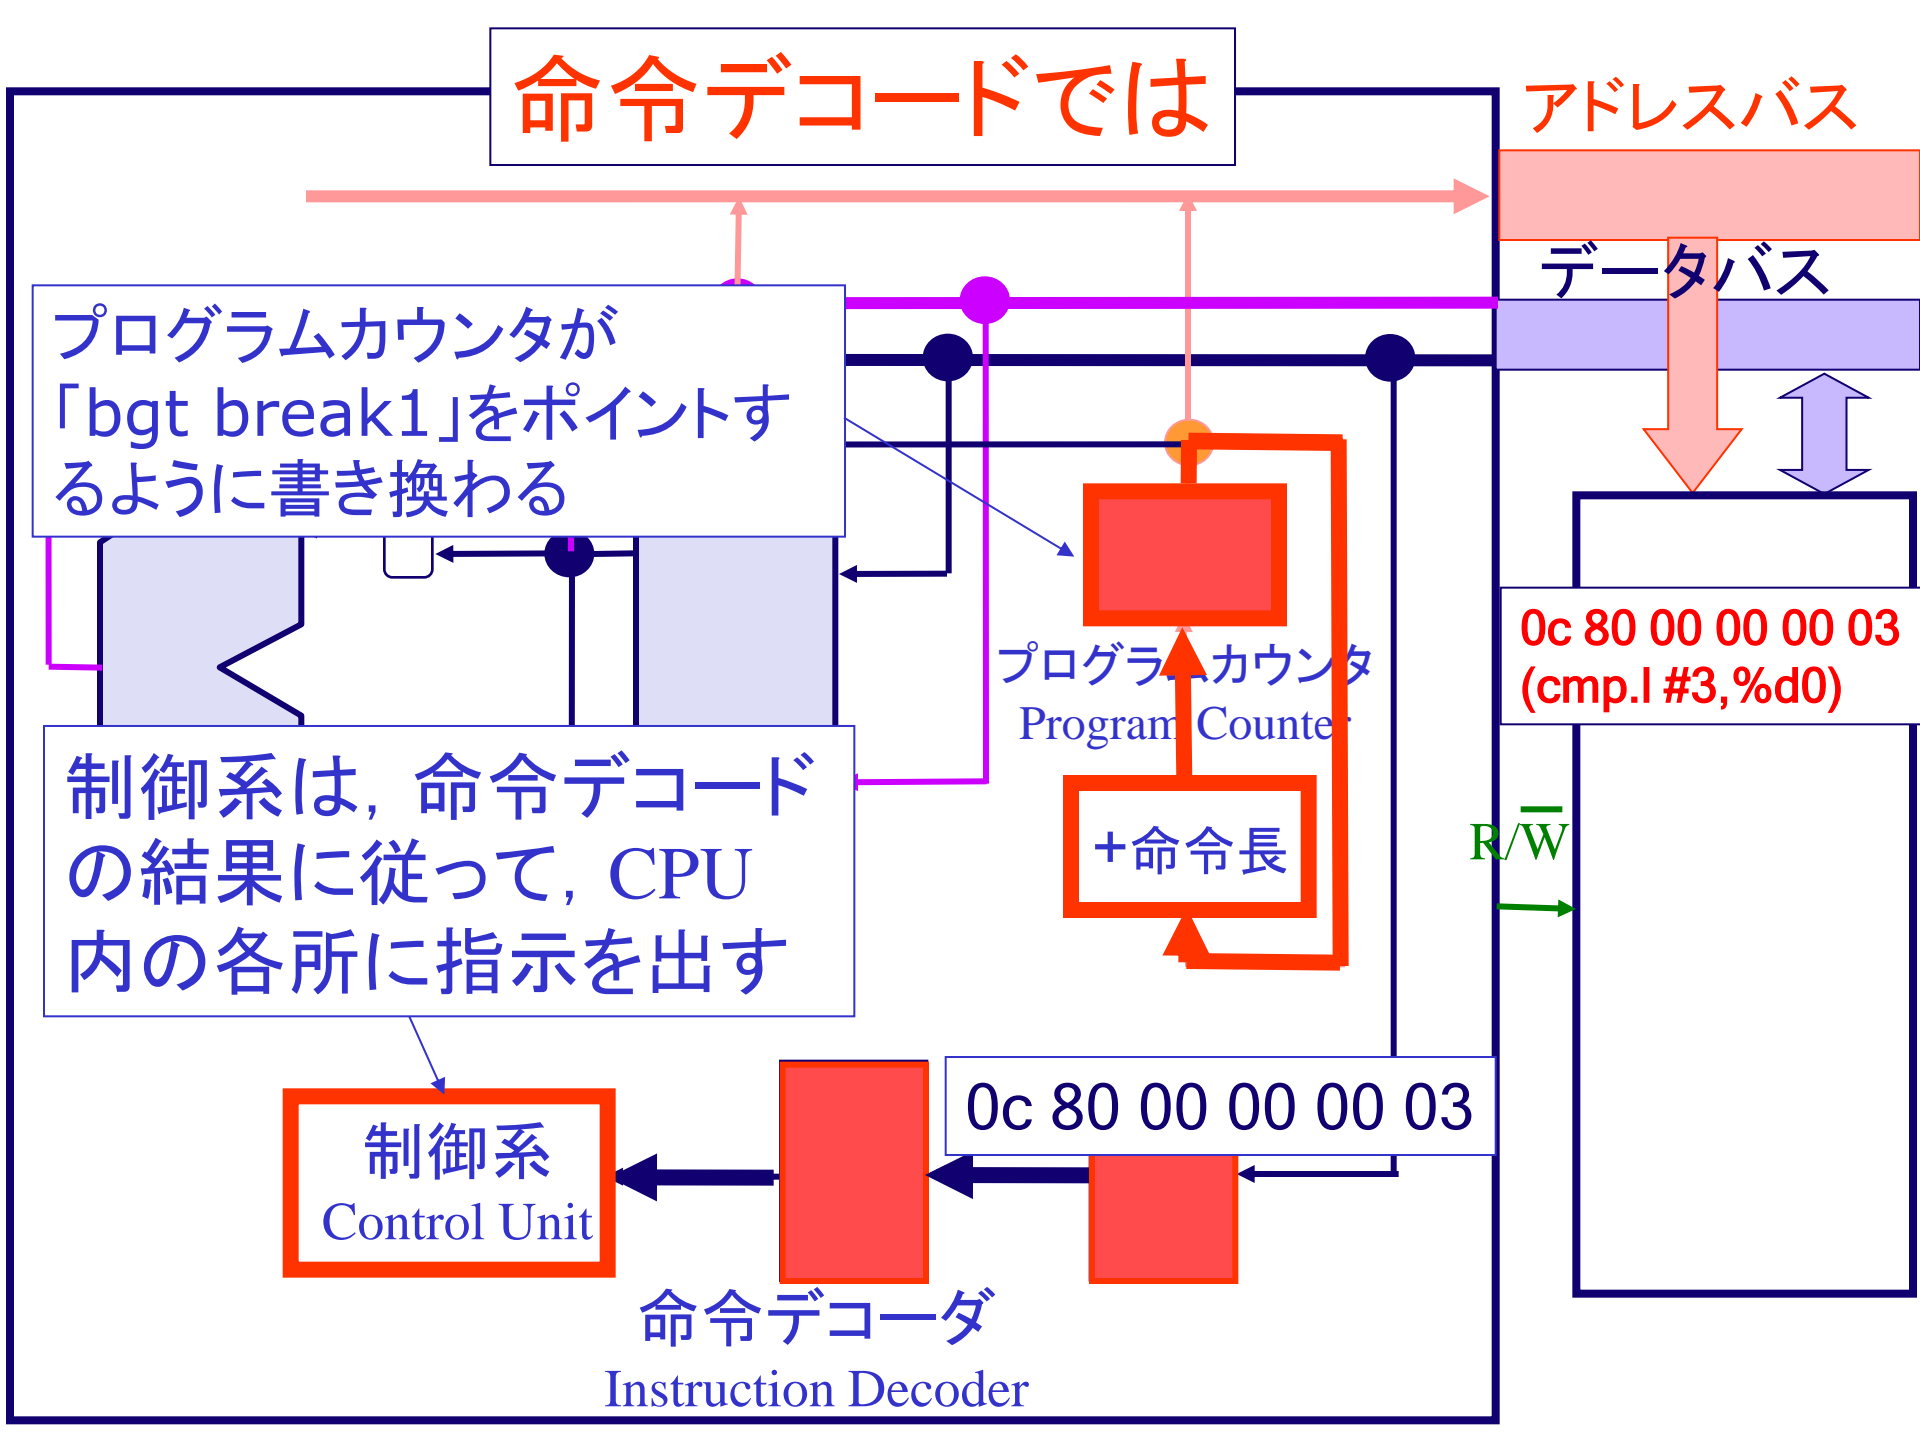 命令デコードでは
アドレスバス
データバス
プログラムカウンタが
「bgt break1」をポイントす
るように書き換わる
0c 80 00 00 00 03
(cmp.l #3,%d0)
プログラムカウンタ
Program Counter
制御系は，命令デコード
の結果に従って，CPU
内の各所に指示を出す
+命令長
R/W̅
0c 80 00 00 00 03
制御系
Control Unit
命令デコーダ
Instruction Decoder